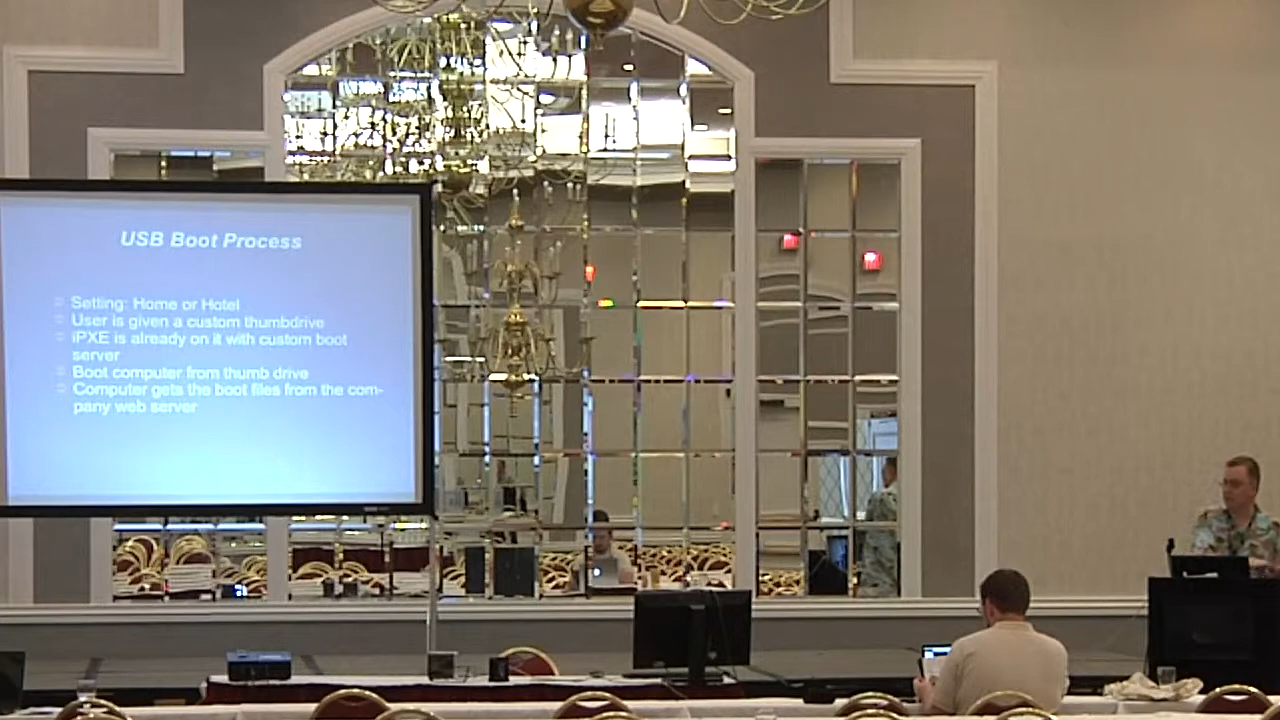 USB Boot Process
Setting: Home or Hotel
User is given a custom thumbdrive
iPXE is already on it with custom boot
server
Boot computer from thumb drive
Computer gets the boot files from the com-
pany web server